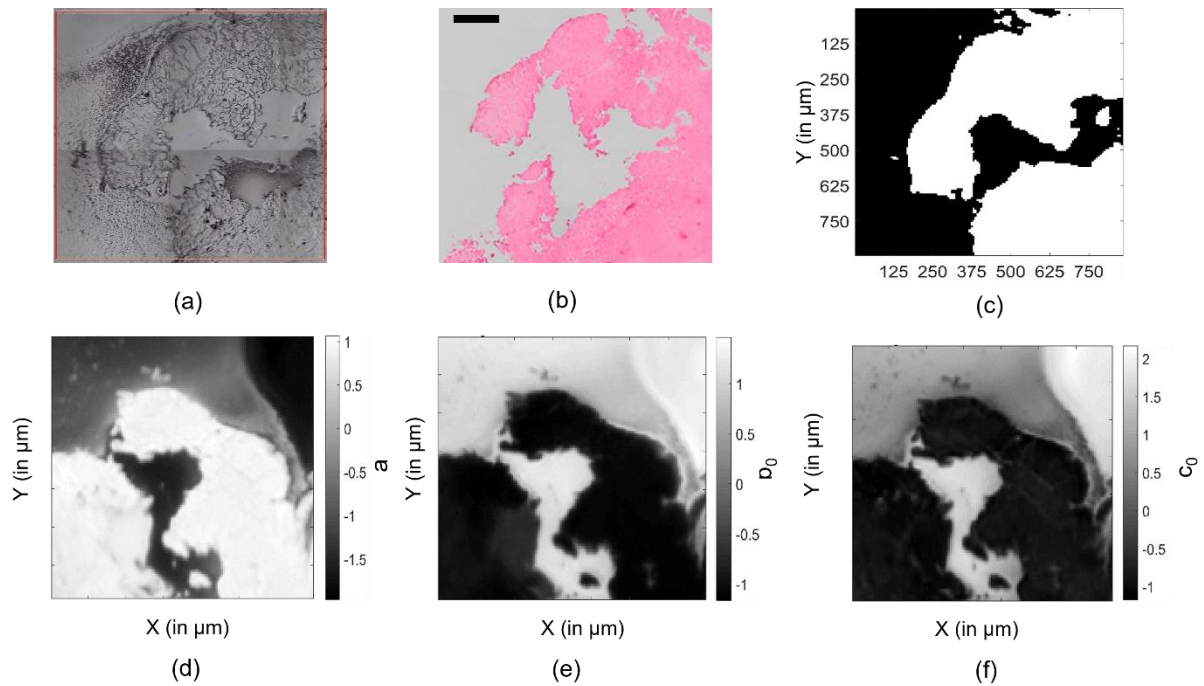 125
250
375
500
625
750
Y (in µm)
125 250 375 500 625 750
(a)
(b)
(c)
1
0.5
0
-0.5
-1
-1.5
a
Y (in µm)
X (in µm)
(d)
1
0.5
0
-0.5
-1
b₀
Y (in µm)
X (in µm)
(e)
2
1.5
1
0.5
0
-0.5
-1
c₀
Y (in µm)
X (in µm)
(f)